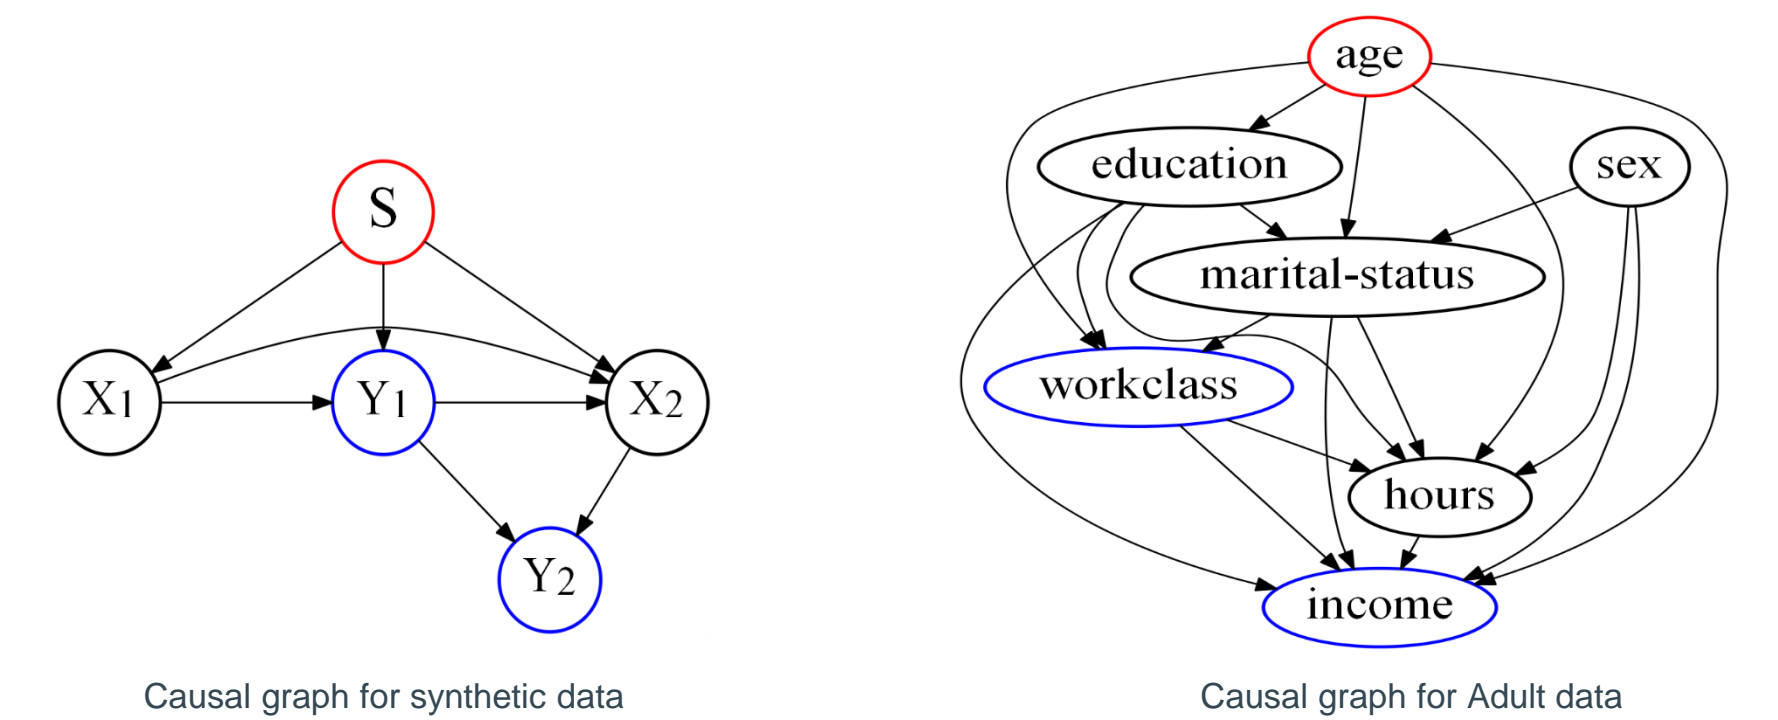 S
X1
Y1
X2
Y2
Causal graph for synthetic data
age
education
sex
marital-status
workclass
hours
income
Causal graph for Adult data